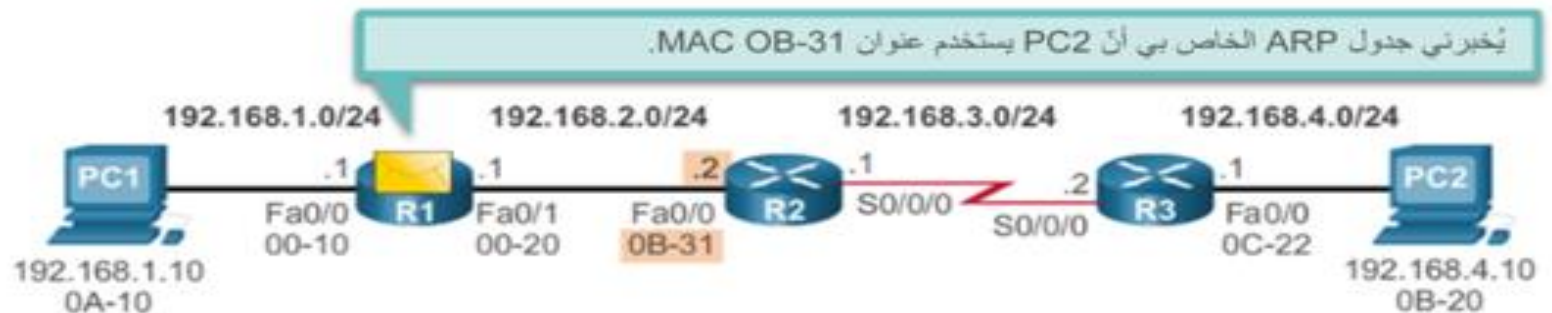 يُخبرني جدول ARP الخاص بي أنّ PC2 يستخدم عنوان MAC OB-31.
192.168.1.0/24 192.168.2.0/24 192.168.3.0/24 192.168.4.0/24
PC1 .1 R1 .1 .2 R2 .1 .2 R3 .1 PC2
Fa0/0 Fa0/1 Fa0/0 S0/0/0 S0/0/0 Fa0/0
00-10 00-20 0B-31 0C-22
192.168.1.10 192.168.4.10
0A-10 0B-20